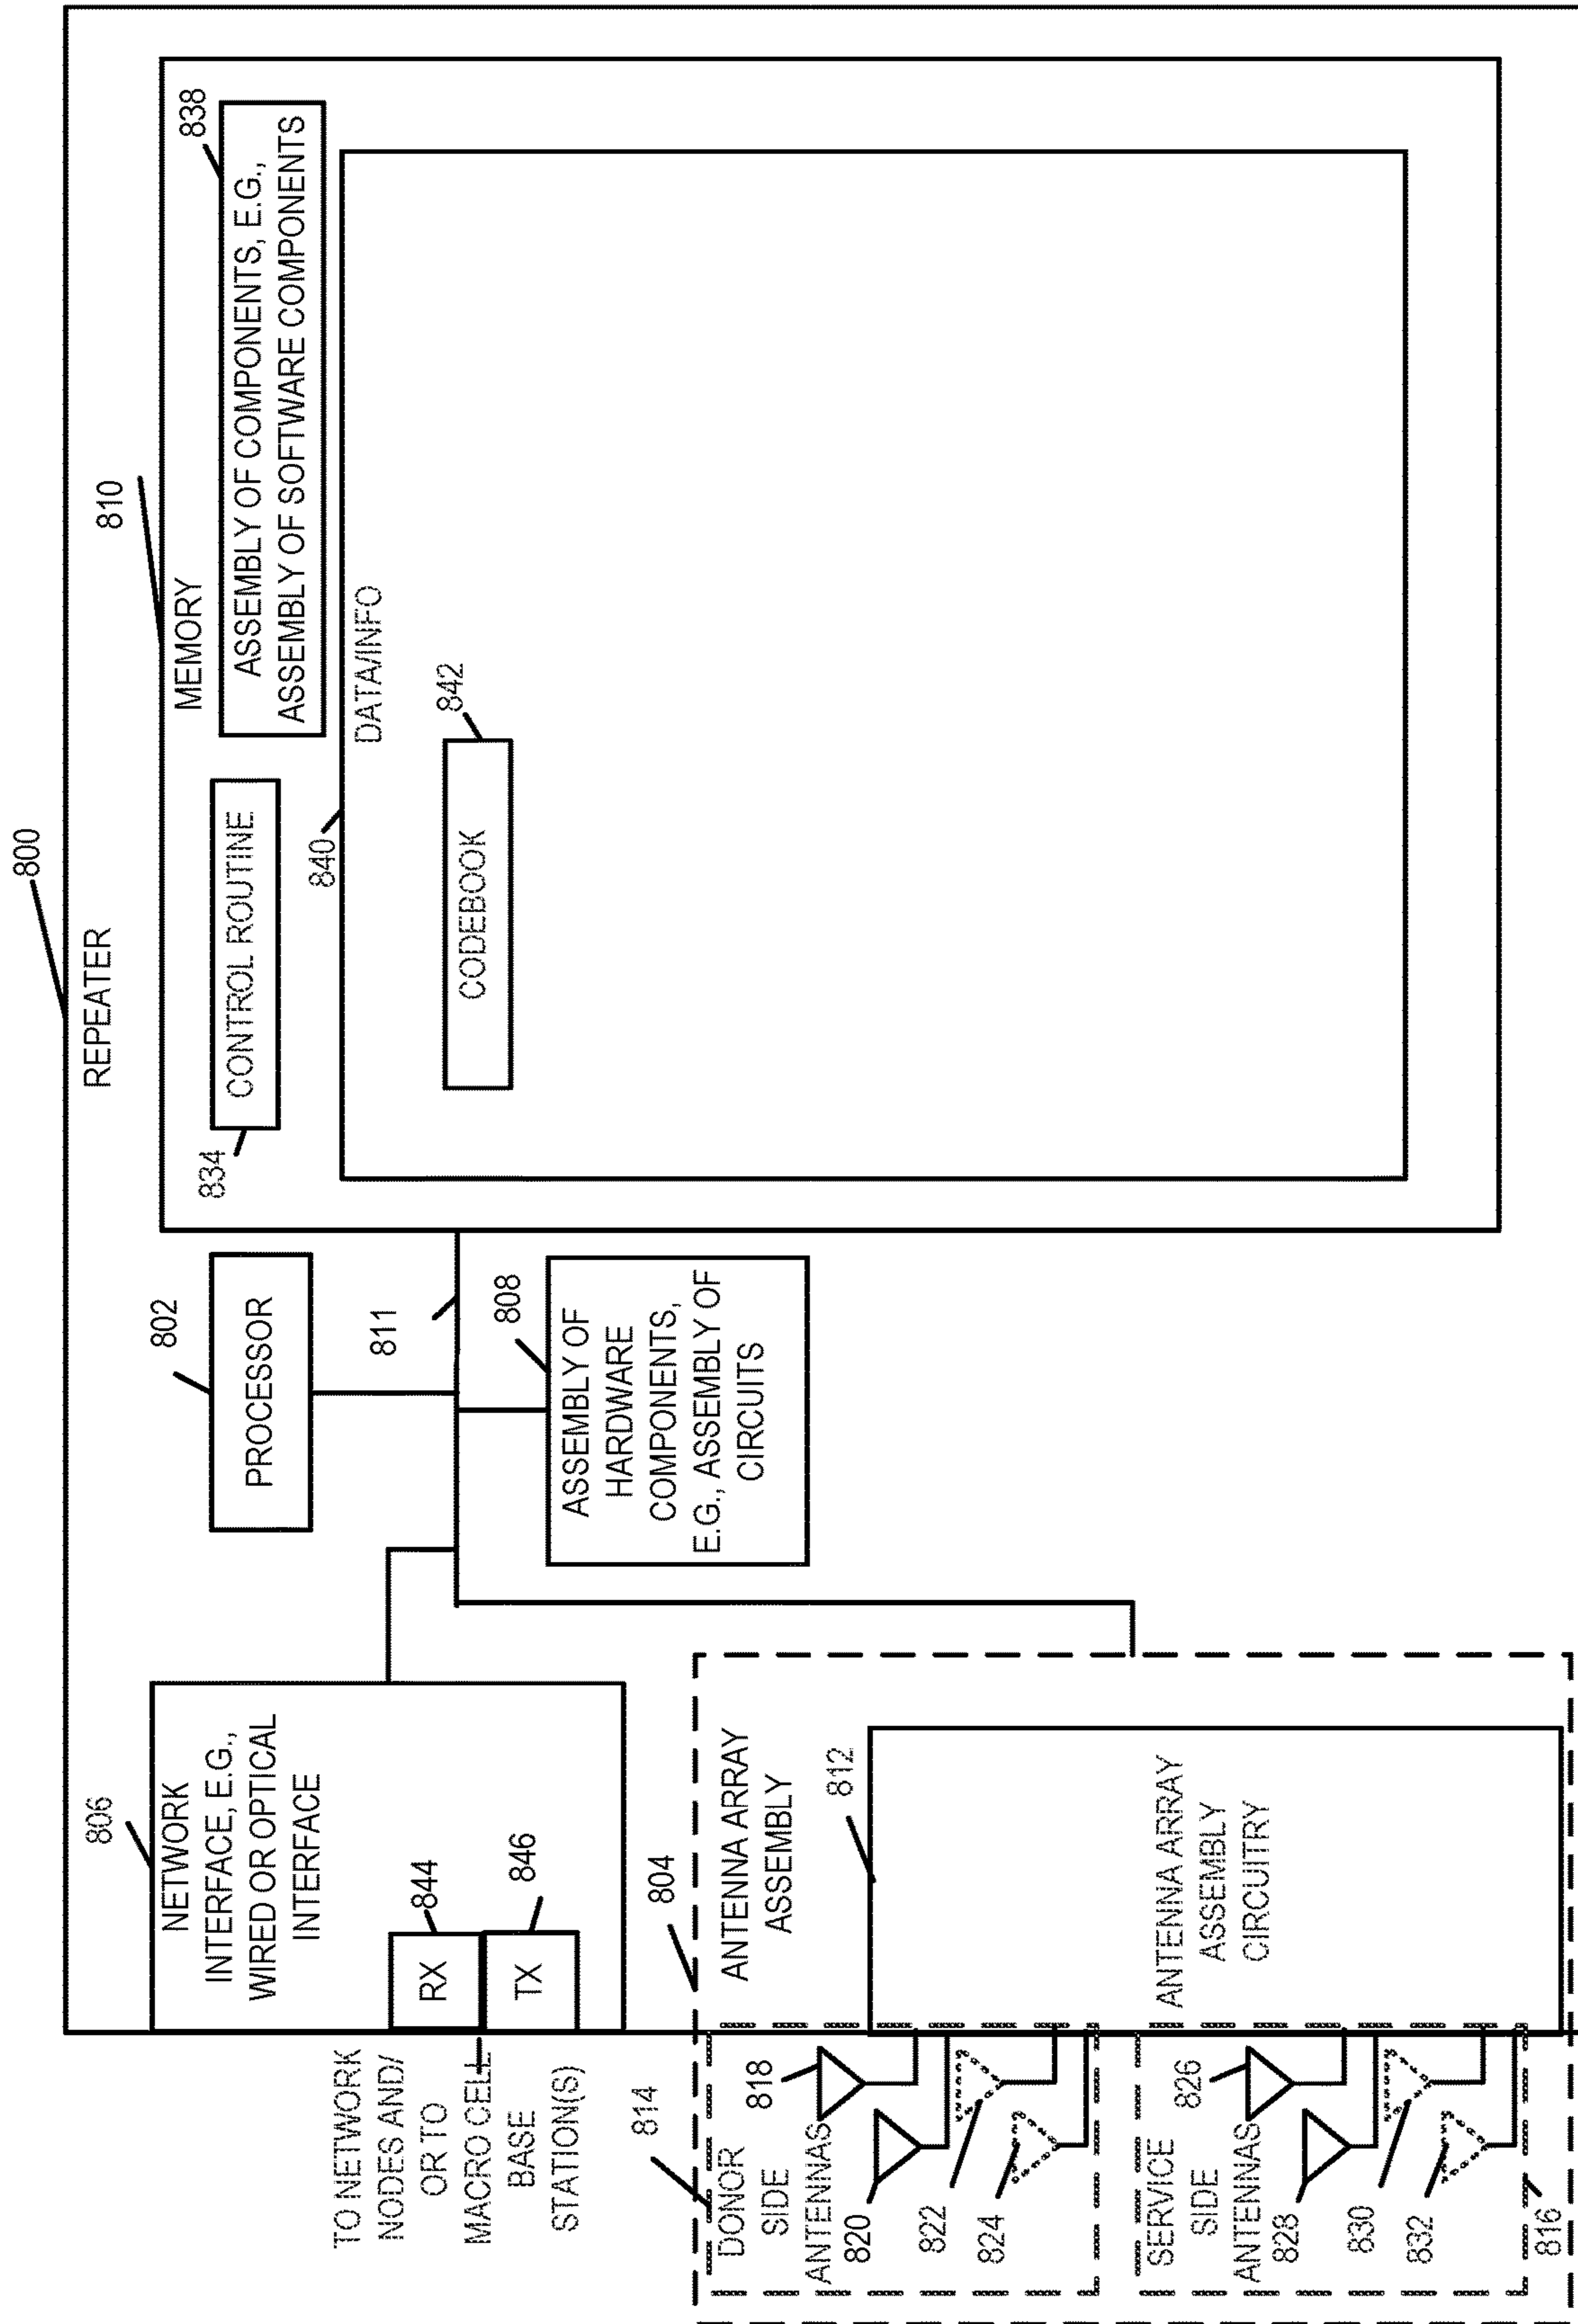 800
REPEATER
806
NETWORK
INTERFACE, E.G.,
WIRED OR OPTICAL
INTERFACE
844
RX
846
TX
TO NETWORK
NODES AND/
OR TO
MACRO CELL
BASE
STATION(S)
802
PROCESSOR
811
808
ASSEMBLY OF
HARDWARE
COMPONENTS,
E.G., ASSEMBLY OF
CIRCUITS
810
MEMORY
834
CONTROL ROUTINE
838
ASSEMBLY OF COMPONENTS, E.G.,
ASSEMBLY OF SOFTWARE COMPONENTS
840
DATA/INFO
842
CODEBOOK
804
ANTENNA ARRAY
ASSEMBLY
812
ANTENNA ARRAY
ASSEMBLY
CIRCUITRY
814
DONOR
SIDE
ANTENNAS
818
820
822
824
SERVICE
SIDE
ANTENNAS
826
828
830
832
816